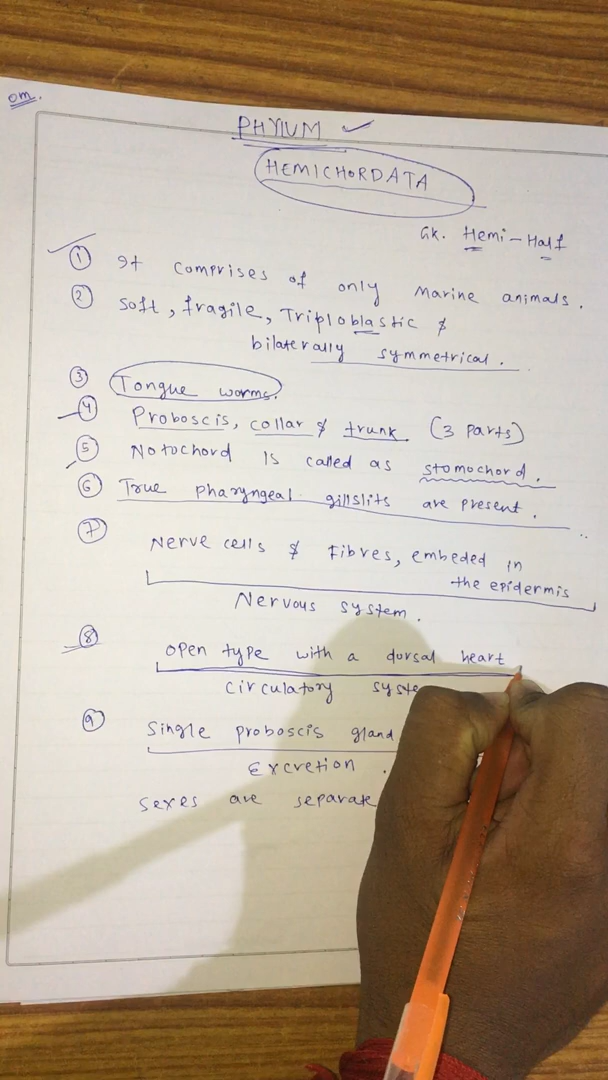 om.
PHYLUM ✓
HEMICHORDATA
Gk. Hemi - Half
① It comprises of only Marine animals.
② Soft, fragile, Triploblastic &
bilaterally symmetrical.
③ Tongue worms.
④ Proboscis, collar & trunk. (3 parts)
⑤ Notochord is called as stomochord.
⑥ True pharyngeal gillslits are present.
⑦ Nerve cells & Fibres, embeded in
the epidermis
Nervous system.
⑧ open type with a dorsal heart
circulatory syste
⑨ Single proboscis gland
Excretion.
Sexes are separate